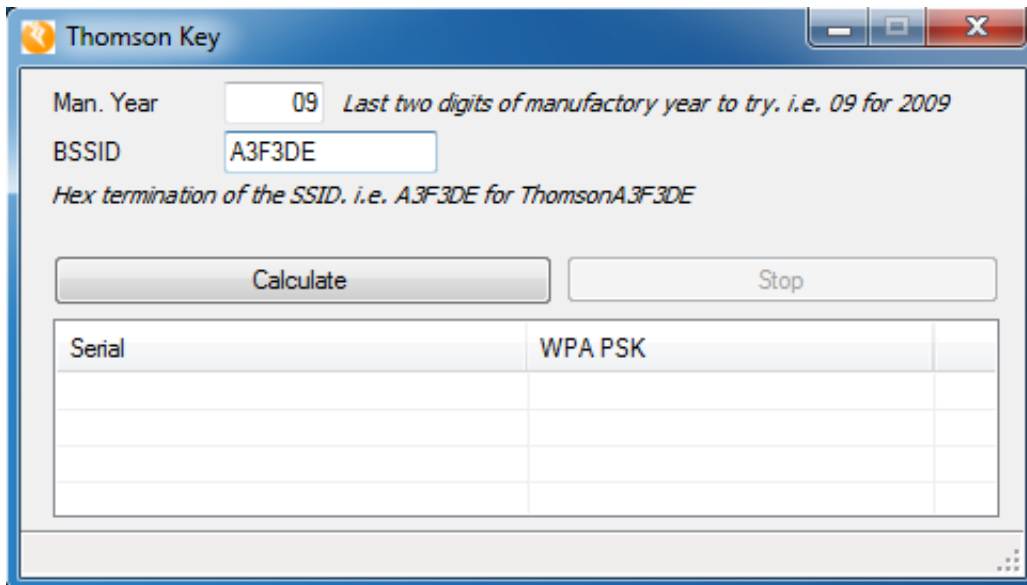 Thomson Key
Man. Year 09 Last two digits of manufactory year to try. i.e. 09 for 2009
BSSID A3F3DE
Hex termination of the SSID. i.e. A3F3DE for ThomsonA3F3DE
Calculate Stop
Serial WPA PSK